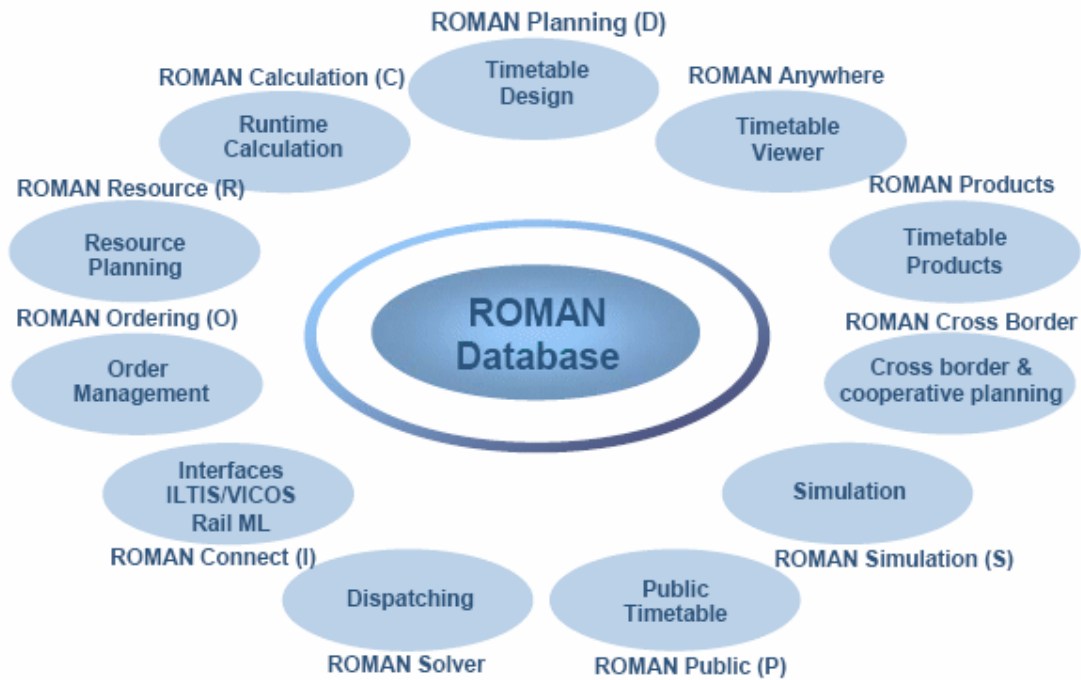 ROMAN Planning (D)
Timetable
Design
ROMAN Calculation (C)
Runtime
Calculation
ROMAN Anywhere
Timetable
Viewer
ROMAN Resource (R)
Resource
Planning
ROMAN Products
Timetable
Products
ROMAN
Database
ROMAN Ordering (O)
Order
Management
ROMAN Cross Border
Cross border &
cooperative planning
Interfaces
ILTIS/VICOS
Rail ML
ROMAN Connect (I)
Simulation
ROMAN Simulation (S)
Dispatching
ROMAN Solver
Public
Timetable
ROMAN Public (P)